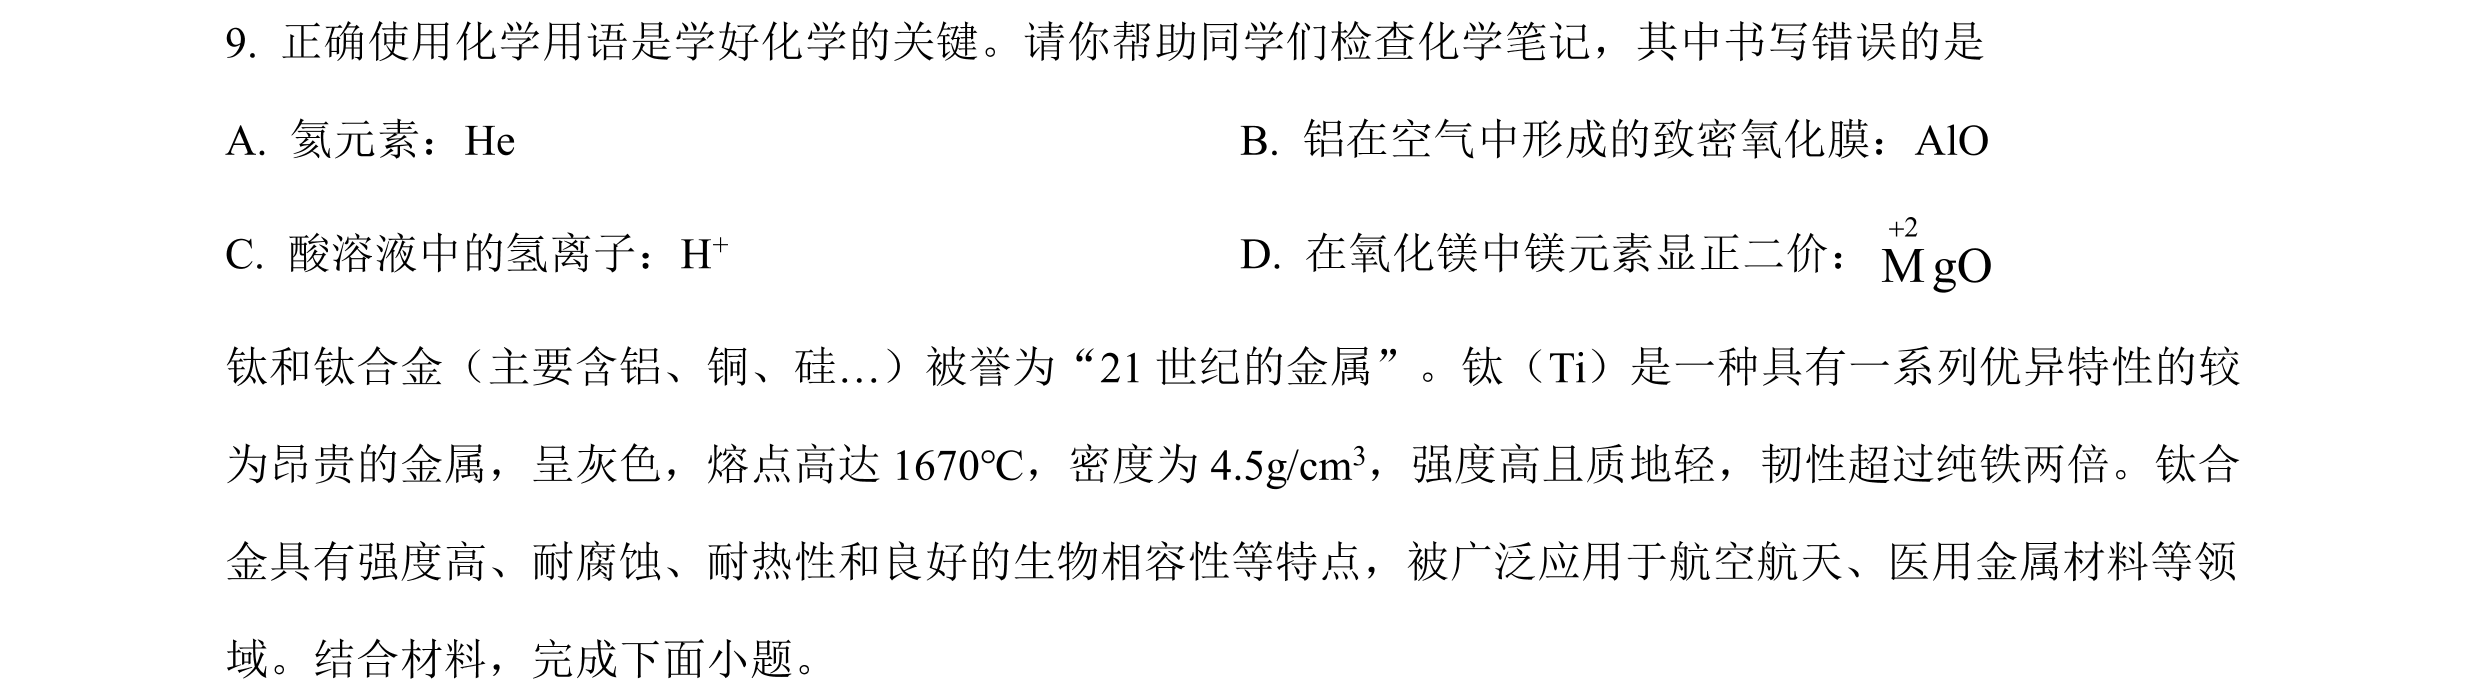 9. 正确使用化学用语是学好化学的关键。请你帮助同学们检查化学笔记，其中书写错误的是
A. 氦元素：He
B. 铝在空气中形成的致密氧化膜：AlO
C. 酸溶液中的氢离子：H⁺
D. 在氧化镁中镁元素显正二价：
+2
MgO
钛和钛合金（主要含铝、铜、硅…）被誉为“21 世纪的金属”。钛（Ti）是一种具有一系列优异特性的较
为昂贵的金属，呈灰色，熔点高达 1670℃，密度为 4.5g/cm³，强度高且质地轻，韧性超过纯铁两倍。钛合
金具有强度高、耐腐蚀、耐热性和良好的生物相容性等特点，被广泛应用于航空航天、医用金属材料等领
域。结合材料，完成下面小题。